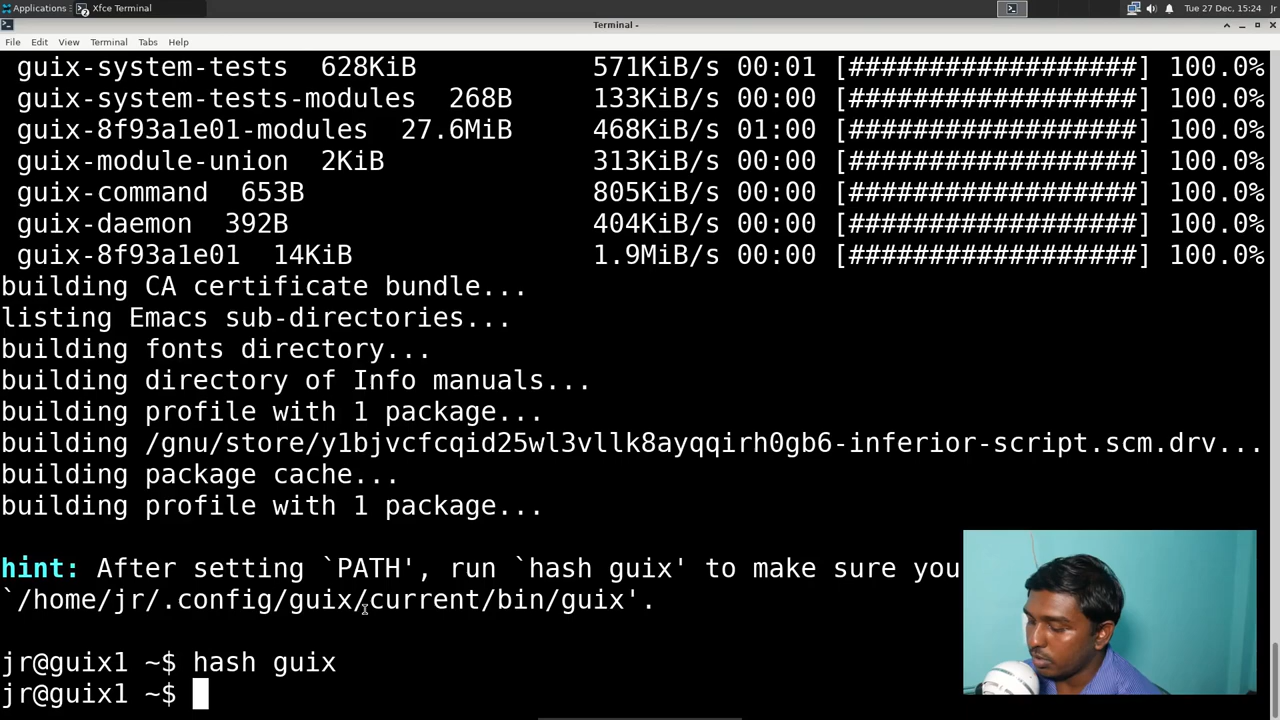 Applications
Xfce Terminal
Tue 27 Dec, 15:24
Jr
Terminal -
File Edit View Terminal Tabs Help
guix-system-tests 628KiB 571KiB/s 00:01 [##################] 100.0%
guix-system-tests-modules 268B 133KiB/s 00:00 [##################] 100.0%
guix-8f93a1e01-modules 27.6MiB 468KiB/s 01:00 [##################] 100.0%
guix-module-union 2KiB 313KiB/s 00:00 [##################] 100.0%
guix-command 653B 805KiB/s 00:00 [##################] 100.0%
guix-daemon 392B 404KiB/s 00:00 [##################] 100.0%
guix-8f93a1e01 14KiB 1.9MiB/s 00:00 [##################] 100.0%
building CA certificate bundle...
listing Emacs sub-directories...
building fonts directory...
building directory of Info manuals...
building profile with 1 package...
building /gnu/store/y1bjvcfcqid25wl3vllk8ayqqirh0gb6-inferior-script.scm.drv...
building package cache...
building profile with 1 package...
hint: After setting `PATH', run `hash guix' to make sure you
`/home/jr/.config/guix/current/bin/guix'.
jr@guix1 ~$ hash guix
jr@guix1 ~$